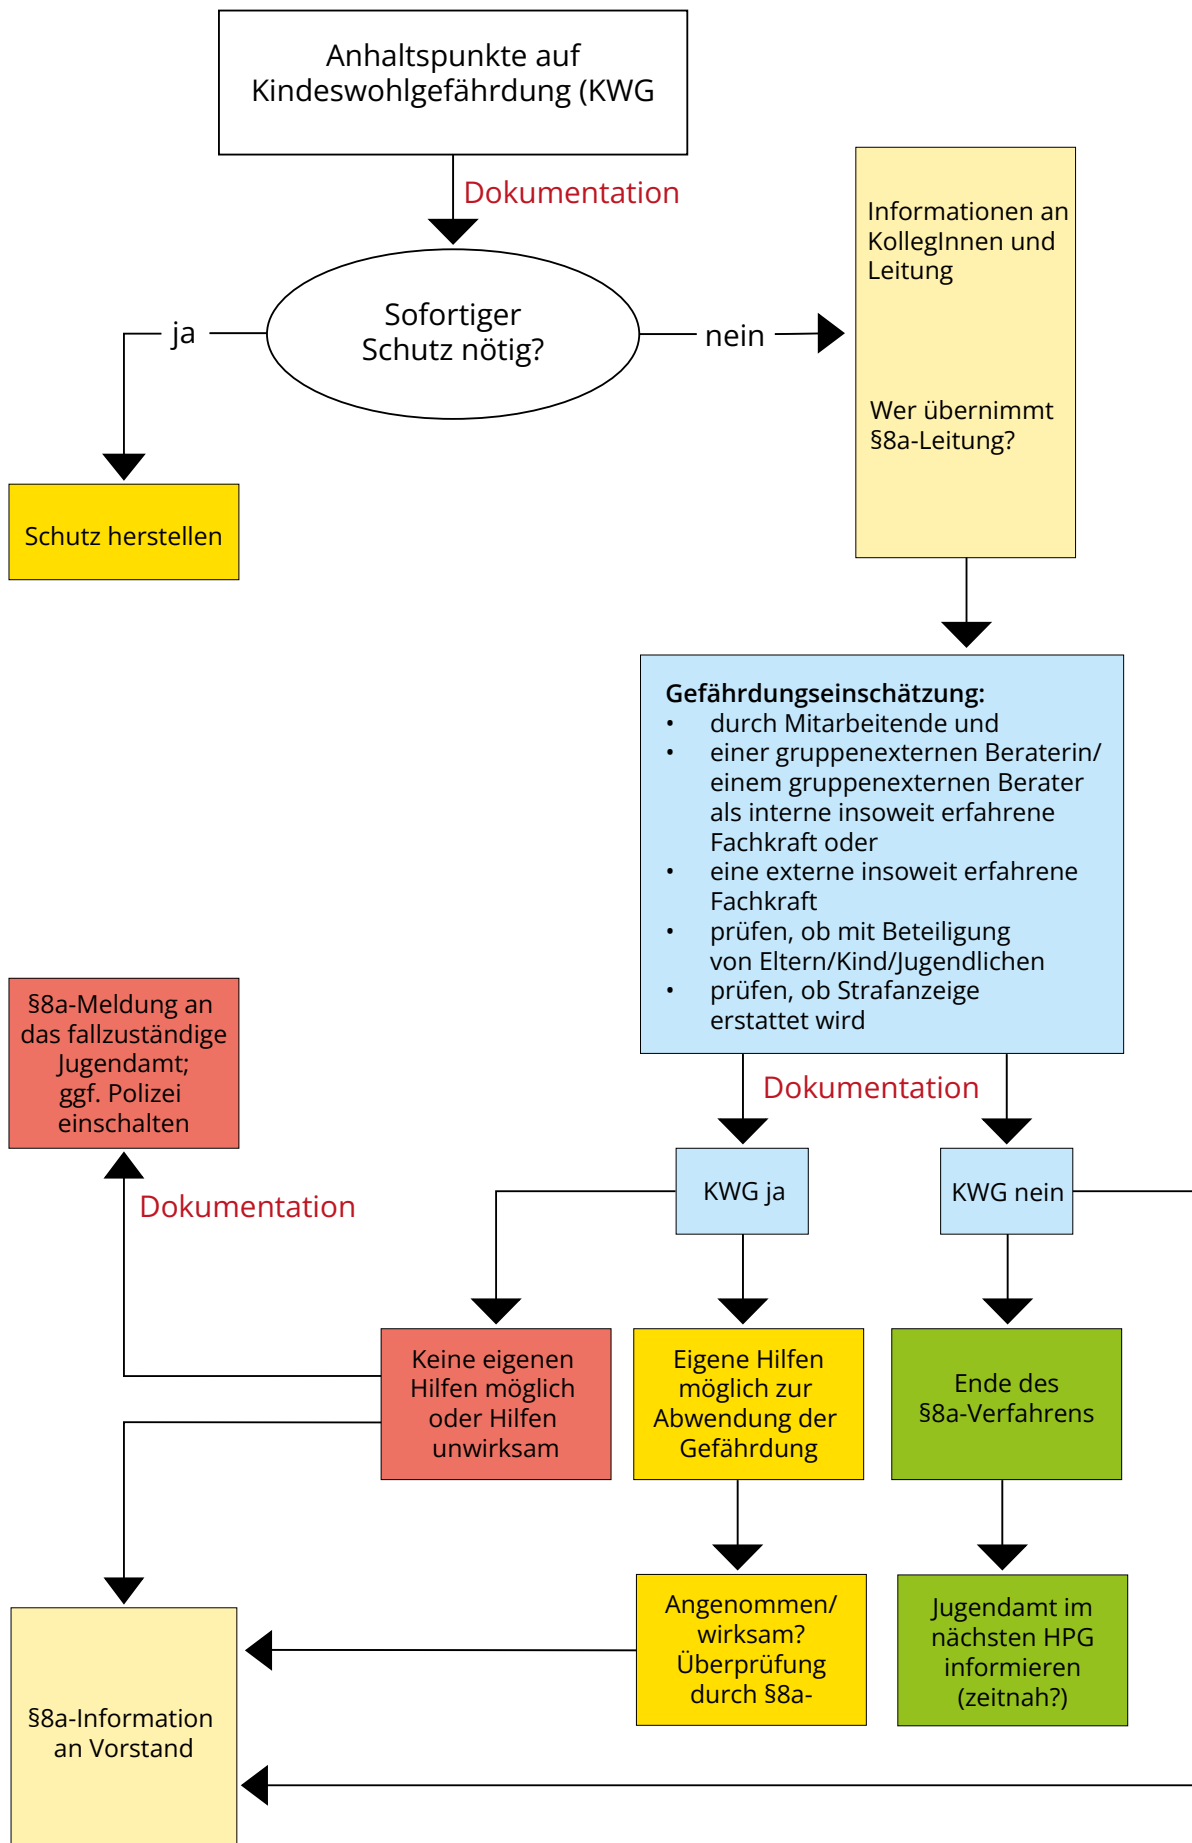 Anhaltspunkte auf
Kindeswohlgefährdung (KWG
Dokumentation
Sofortiger
Schutz nötig?
ja
nein
Informationen an
KollegInnen und
Leitung
Wer übernimmt
§8a-Leitung?
Schutz herstellen
Gefährdungseinschätzung:
• durch Mitarbeitende und
• einer gruppenexternen Beraterin/
einem gruppenexternen Berater
als interne insoweit erfahrene
Fachkraft oder
• eine externe insoweit erfahrene
Fachkraft
• prüfen, ob mit Beteiligung
von Eltern/Kind/Jugendlichen
• prüfen, ob Strafanzeige
erstattet wird
§8a-Meldung an
das fallzuständige
Jugendamt;
ggf. Polizei
einschalten
Dokumentation
Dokumentation
KWG ja
KWG nein
Keine eigenen
Hilfen möglich
oder Hilfen
unwirksam
Eigene Hilfen
möglich zur
Abwendung der
Gefährdung
Ende des
§8a-Verfahrens
Angenommen/
wirksam?
Überprüfung
durch §8a-
Jugendamt im
nächsten HPG
informieren
(zeitnah?)
§8a-Information
an Vorstand